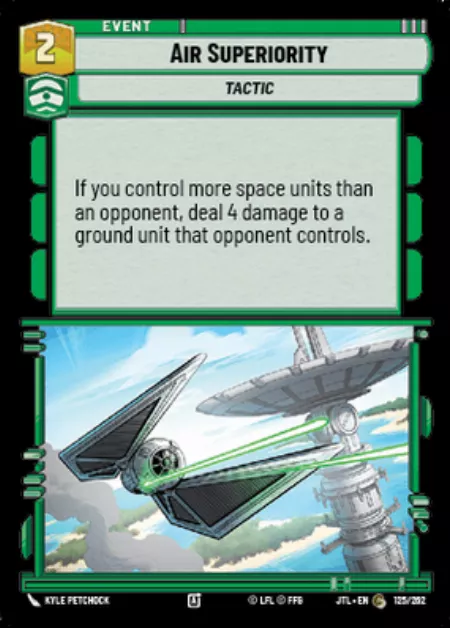 EVENT
2
AIR SUPERIORITY
TACTIC
If you control more space units than
an opponent, deal 4 damage to a
ground unit that opponent controls.
KYLE PETCHOCK
© LFL © FFG
JTL • EN
125/262